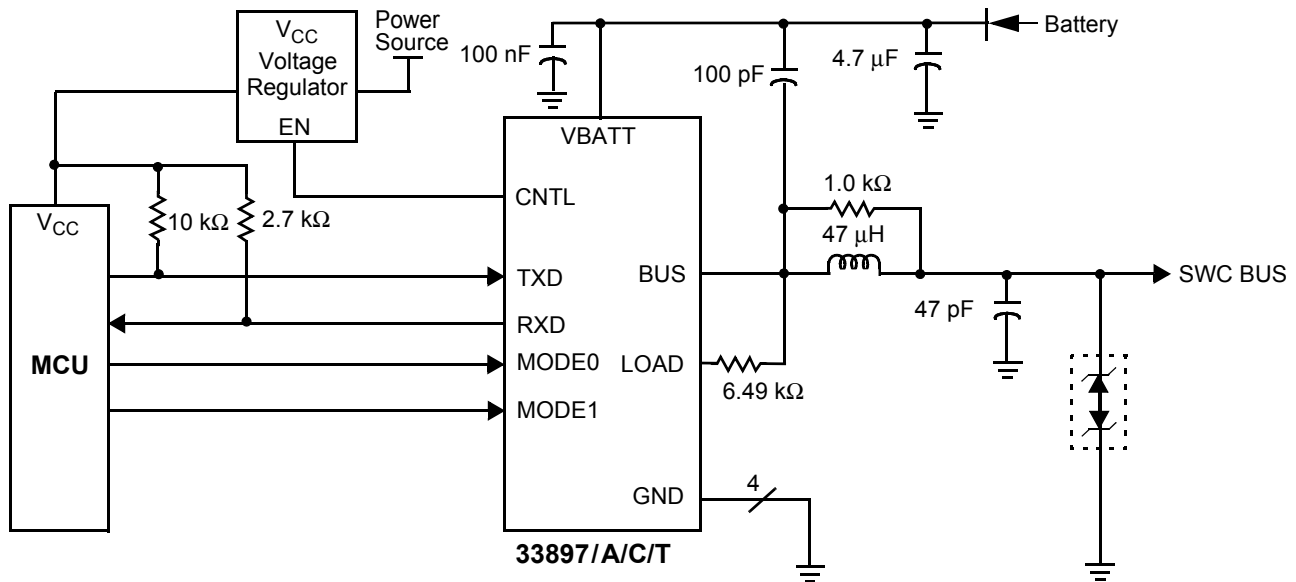 V_CC
Voltage
Regulator
EN
Power
Source
100 nF
100 pF
4.7 µF
Battery
VBATT
CNTL
V_CC
10 kΩ
2.7 kΩ
1.0 kΩ
47 µH
TXD
BUS
SWC BUS
RXD
47 pF
MCU
MODE0
LOAD
6.49 kΩ
MODE1
GND
4
33897/A/C/T